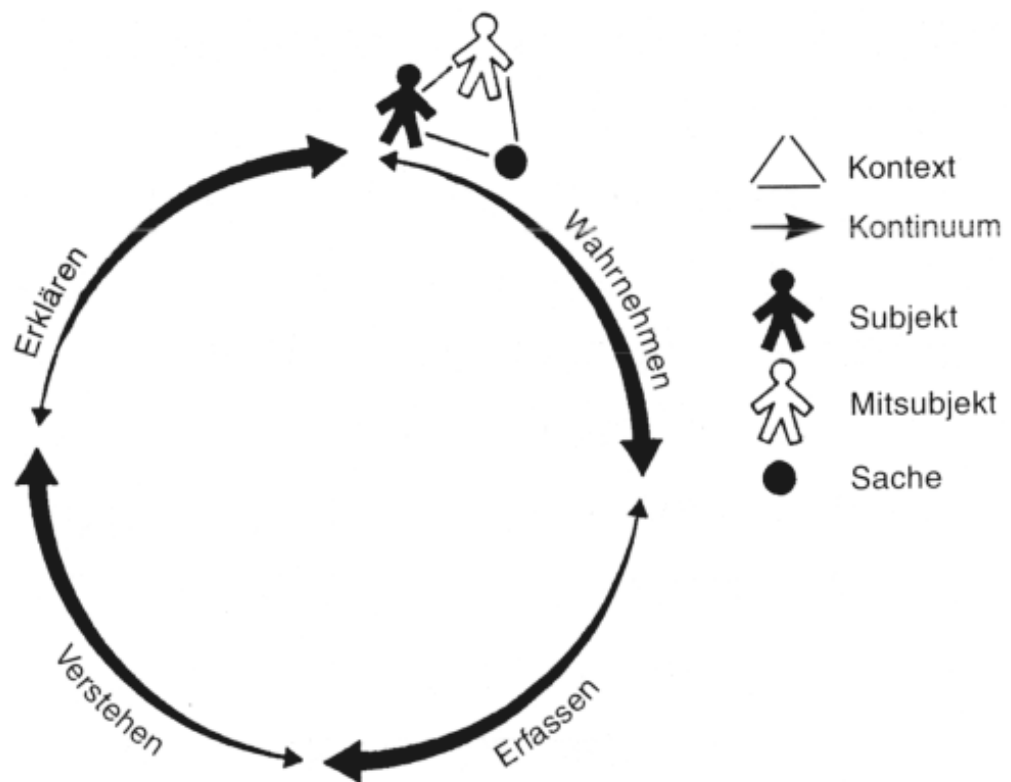 Wahrnehmen
Erfassen
Verstehen
Erklären
Kontext
Kontinuum
Subjekt
Mitsubjekt
Sache